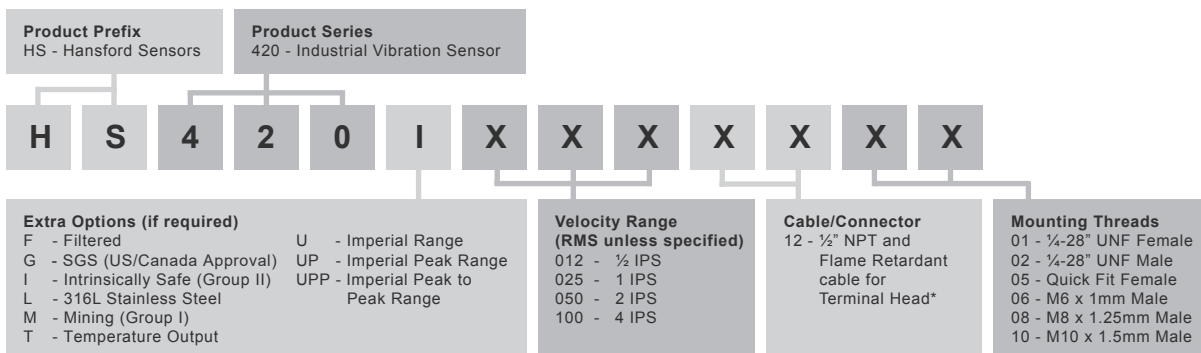 Product Prefix
HS - Hansford Sensors
Product Series
420 - Industrial Vibration Sensor
H S 4 2 0 I X X X X X X X
Extra Options (if required)
F - Filtered
G - SGS (US/Canada Approval)
I - Intrinsically Safe (Group II)
L - 316L Stainless Steel
M - Mining (Group I)
T - Temperature Output
U - Imperial Range
UP - Imperial Peak Range
UPP - Imperial Peak to
Peak Range
Velocity Range
(RMS unless specified)
012 - ½ IPS
025 - 1 IPS
050 - 2 IPS
100 - 4 IPS
Cable/Connector
12 - ½” NPT and
Flame Retardant
cable for
Terminal Head*
Mounting Threads
01 - ¼-28” UNF Female
02 - ¼-28” UNF Male
05 - Quick Fit Female
06 - M6 x 1mm Male
08 - M8 x 1.25mm Male
10 - M10 x 1.5mm Male